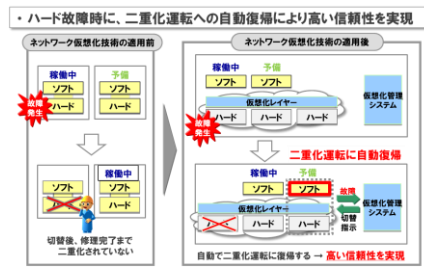 ・ハード故障時に、二重化運転への自動復帰により高い信頼性を実現
ネットワーク仮想化技術の適用前
稼働中
予備
ソフト
ソフト
ハード
ハード
故障
発生
稼働中
ソフト
ソフト
ハード
ハード
切替後、修理完了まで
二重化されていない
ネットワーク仮想化技術の適用後
稼働中
予備
ソフト
ソフト
仮想化レイヤー
ハード
ハード
ハード
故障
発生
仮想化管理
システム
二重化運転に自動復帰
稼働中
予備
ソフト
ソフト
仮想化レイヤー
ハード
ハード
ハード
故障
切替
指示
仮想化管理
システム
自動で二重化運転に復帰する → 高い信頼性を実現